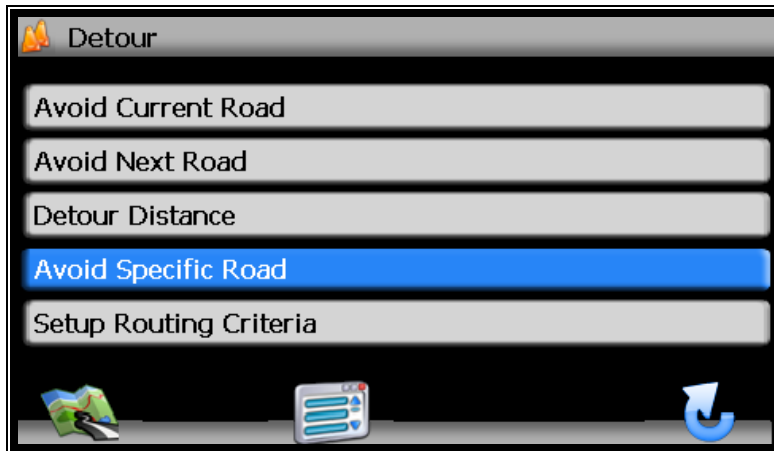 Detour
Avoid Current Road
Avoid Next Road
Detour Distance
Avoid Specific Road
Setup Routing Criteria